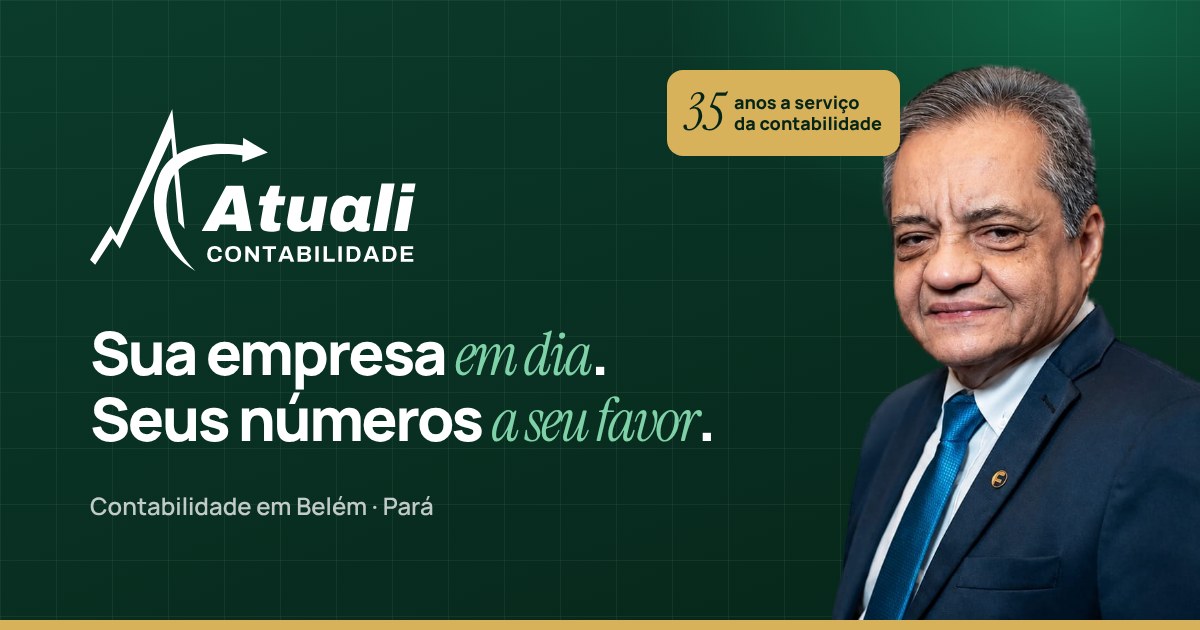 35 anos a serviço
da contabilidade
Atuali
CONTABILIDADE
Sua empresa em dia.
Seus números a seu favor.
Contabilidade em Belém · Pará